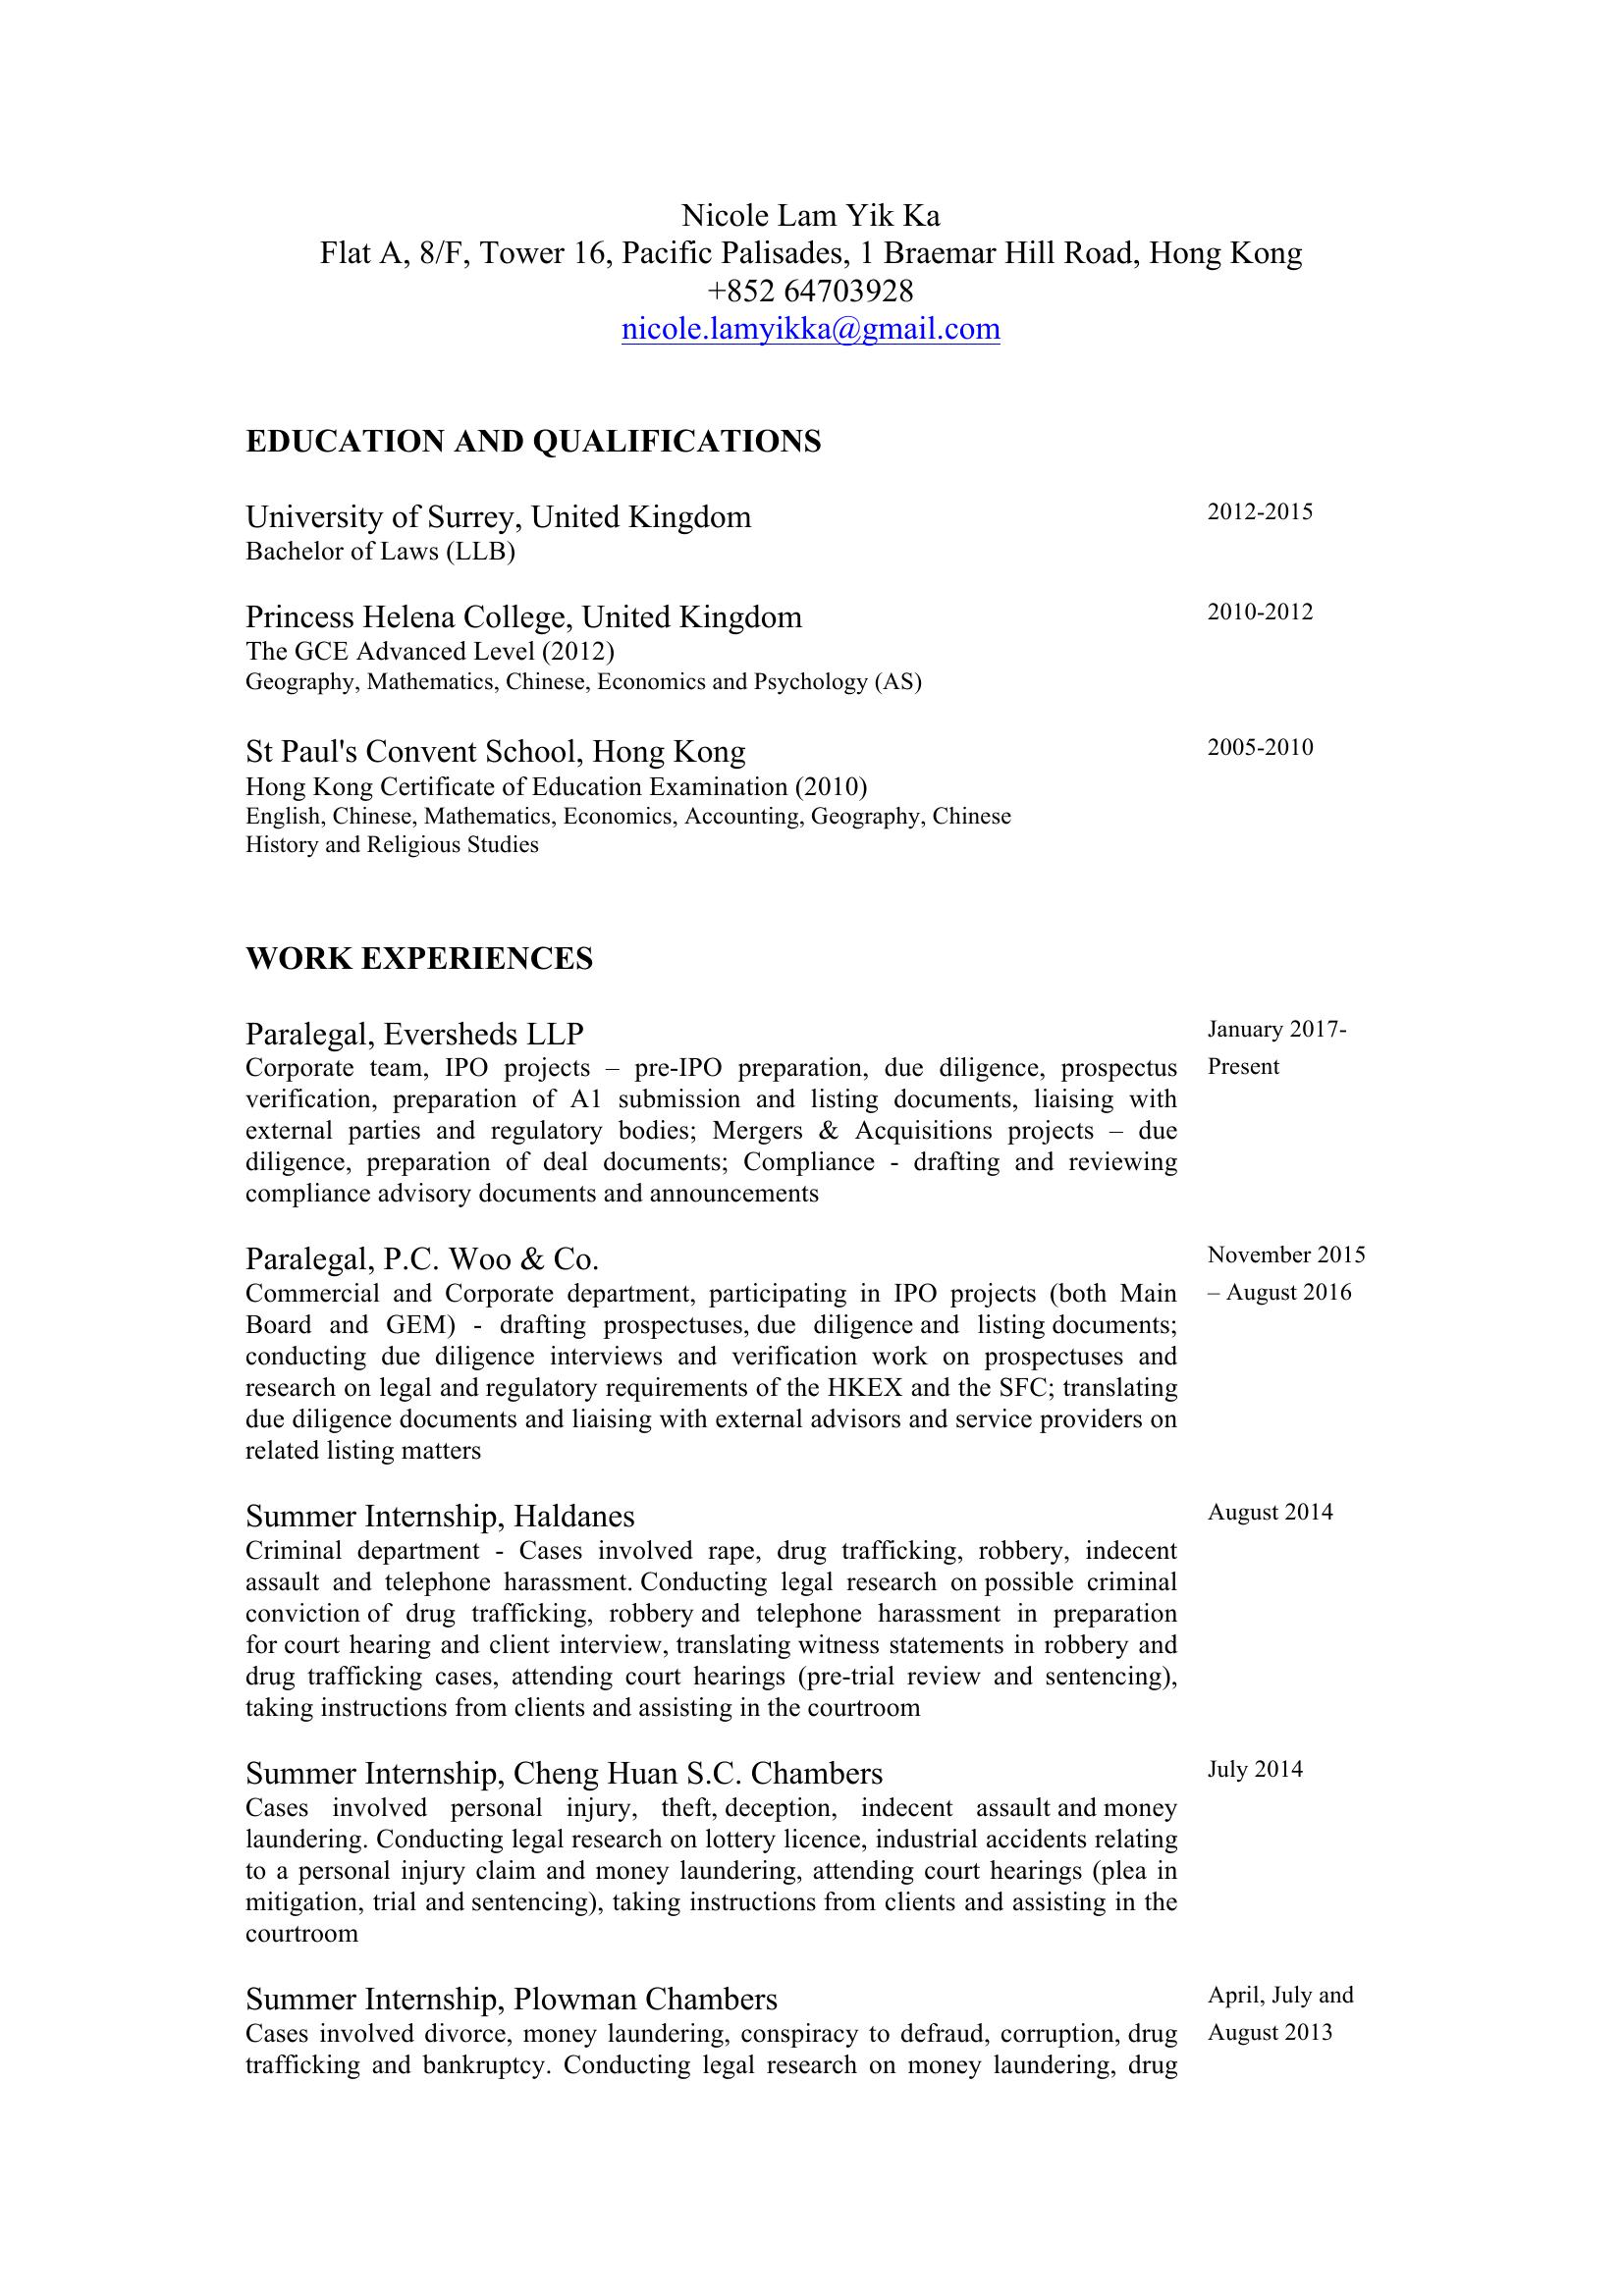 Nicole Lam Yik Ka
Flat A, 8/F, Tower 16, Pacific Palisades, 1 Braemar Hill Road, Hong Kong
+852 64703928
nicole.lamyikka@gmail.com
EDUCATION AND QUALIFICATIONS
University of Surrey, United Kingdom
2012-2015
Bachelor of Laws (LLB)
Princess Helena College, United Kingdom
2010-2012
The GCE Advanced Level (2012)
Geography, Mathematics, Chinese, Economics and Psychology (AS)
St Paul's Convent School, Hong Kong
2005-2010
Hong Kong Certificate of Education Examination (2010)
English, Chinese, Mathematics, Economics, Accounting, Geography, Chinese
History and Religious Studies
WORK EXPERIENCES
Paralegal, Eversheds LLP
January 2017-
Present
Corporate team, IPO projects – pre-IPO preparation, due diligence, prospectus
verification, preparation of A1 submission and listing documents, liaising with
external parties and regulatory bodies; Mergers & Acquisitions projects – due
diligence, preparation of deal documents; Compliance - drafting and reviewing
compliance advisory documents and announcements
Paralegal, P.C. Woo & Co.
November 2015
– August 2016
Commercial and Corporate department, participating in IPO projects (both Main
Board and GEM) - drafting prospectuses, due diligence and listing documents;
conducting due diligence interviews and verification work on prospectuses and
research on legal and regulatory requirements of the HKEX and the SFC; translating
due diligence documents and liaising with external advisors and service providers on
related listing matters
Summer Internship, Haldanes
August 2014
Criminal department - Cases involved rape, drug trafficking, robbery, indecent
assault and telephone harassment. Conducting legal research on possible criminal
conviction of drug trafficking, robbery and telephone harassment in preparation
for court hearing and client interview, translating witness statements in robbery and
drug trafficking cases, attending court hearings (pre-trial review and sentencing),
taking instructions from clients and assisting in the courtroom
Summer Internship, Cheng Huan S.C. Chambers
July 2014
Cases involved personal injury, theft, deception, indecent assault and money
laundering. Conducting legal research on lottery licence, industrial accidents relating
to a personal injury claim and money laundering, attending court hearings (plea in
mitigation, trial and sentencing), taking instructions from clients and assisting in the
courtroom
Summer Internship, Plowman Chambers
April, July and
August 2013
Cases involved divorce, money laundering, conspiracy to defraud, corruption, drug
trafficking and bankruptcy. Conducting legal research on money laundering, drug